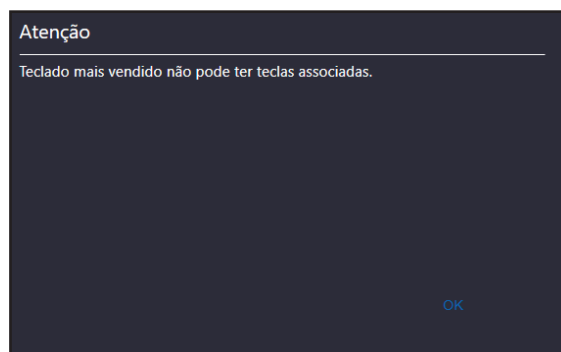 Atenção
Teclado mais vendido não pode ter teclas associadas.
OK